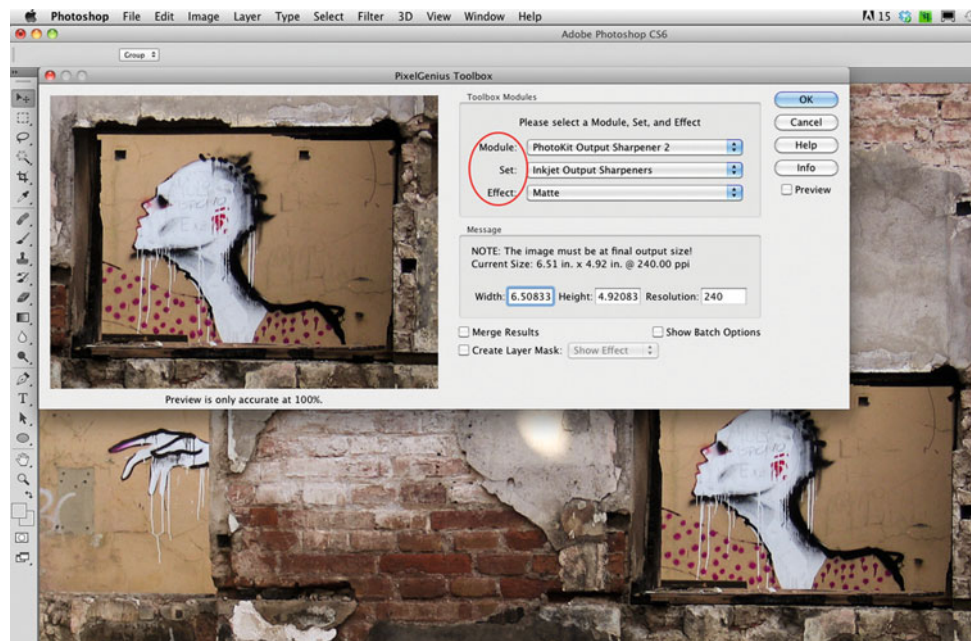 Photoshop File Edit Image Layer Type Select Filter 3D View Window Help 15
Adobe Photoshop CS6
Group
PixelGenius Toolbox
Toolbox Modules
Please select a Module, Set, and Effect
Module: PhotoKit Output Sharpener 2
Set: Inkjet Output Sharpeners
Effect: Matte
OK
Cancel
Help
Info
Preview
Message
NOTE: The image must be at final output size!
Current Size: 6.51 in. x 4.92 in. @ 240.00 ppi
Width: 6.50833 Height: 4.92083 Resolution: 240
Merge Results Show Batch Options
Create Layer Mask: Show Effect
Preview is only accurate at 100%.